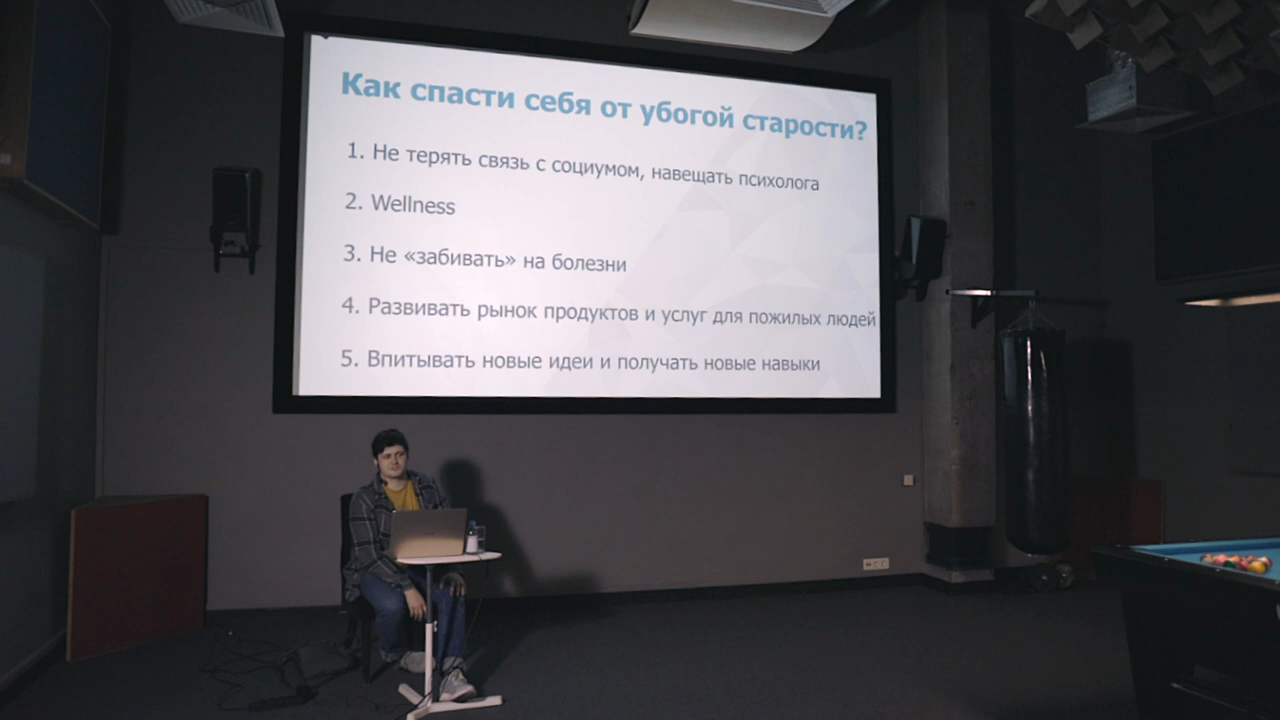 Как спасти себя от убогой старости?
1. Не терять связь с социумом, навещать психолога
2. Wellness
3. Не «забивать» на болезни
4. Развивать рынок продуктов и услуг для пожилых людей
5. Впитывать новые идеи и получать новые навыки